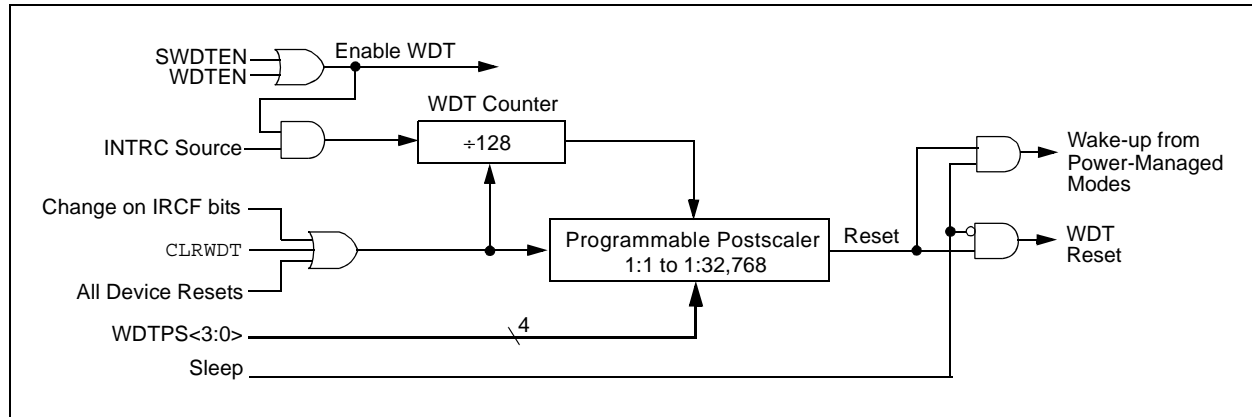 SWDTEN
WDTEN
Enable WDT
WDT Counter
INTRC Source
÷128
Wake-up from
Power-Managed
Modes
Change on IRCF bits
CLRWDT
All Device Resets
Programmable Postscaler
1:1 to 1:32,768
Reset
WDT
Reset
WDTPS<3:0>
4
Sleep